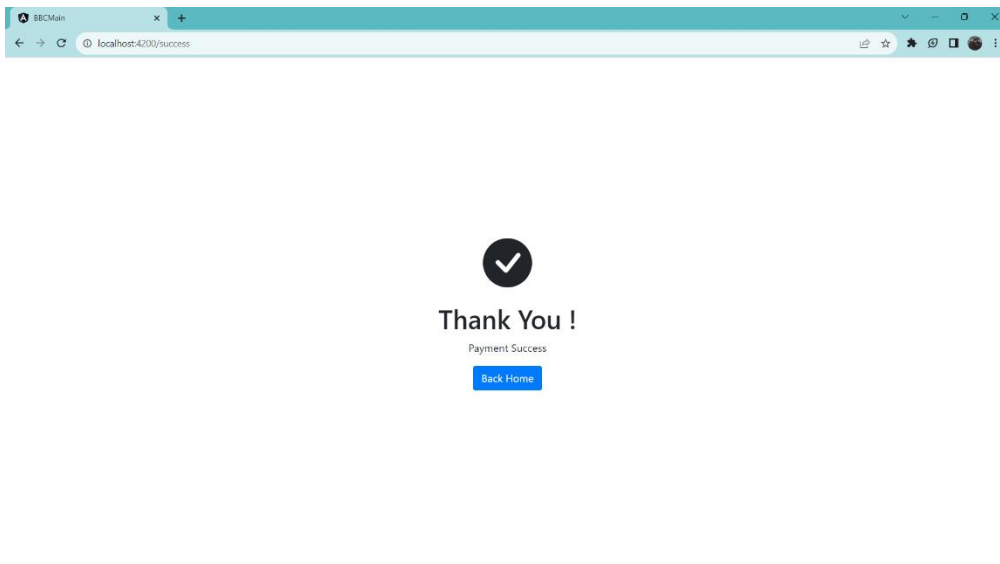 BBCMain
localhost:4200/success
Thank You !
Payment Success
Back Home